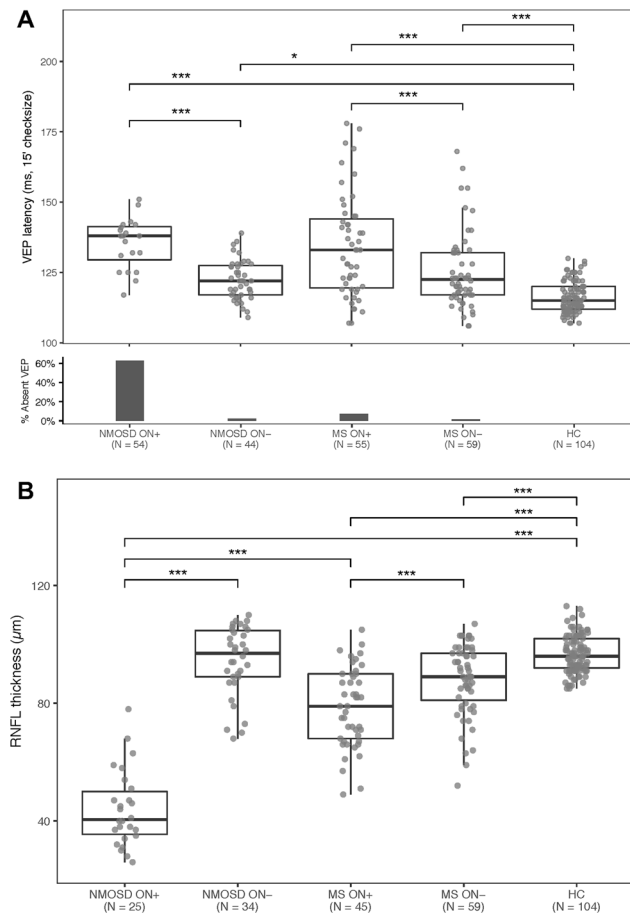 A
***
***
*
***
***
***
VEP latency (ms, 15' checksize)
200
175
150
125
100
% Absent VEP
60%
40%
20%
0%
NMOSD ON+
(N = 54)
NMOSD ON−
(N = 44)
MS ON+
(N = 55)
MS ON−
(N = 59)
HC
(N = 104)
B
***
***
***
***
***
***
RNFL thickness (µm)
120
80
40
NMOSD ON+
(N = 25)
NMOSD ON−
(N = 34)
MS ON+
(N = 45)
MS ON−
(N = 59)
HC
(N = 104)